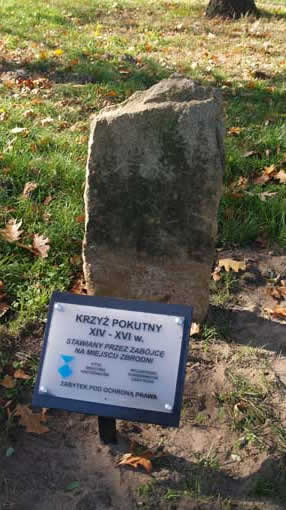 KRZYŻ POKUTNY
XIV - XVI w.
STAWIANY PRZEZ ZABÓJCĘ
NA MIEJSCU ZBRODNI
ZABYTEK POD OCHRONĄ PRAWA